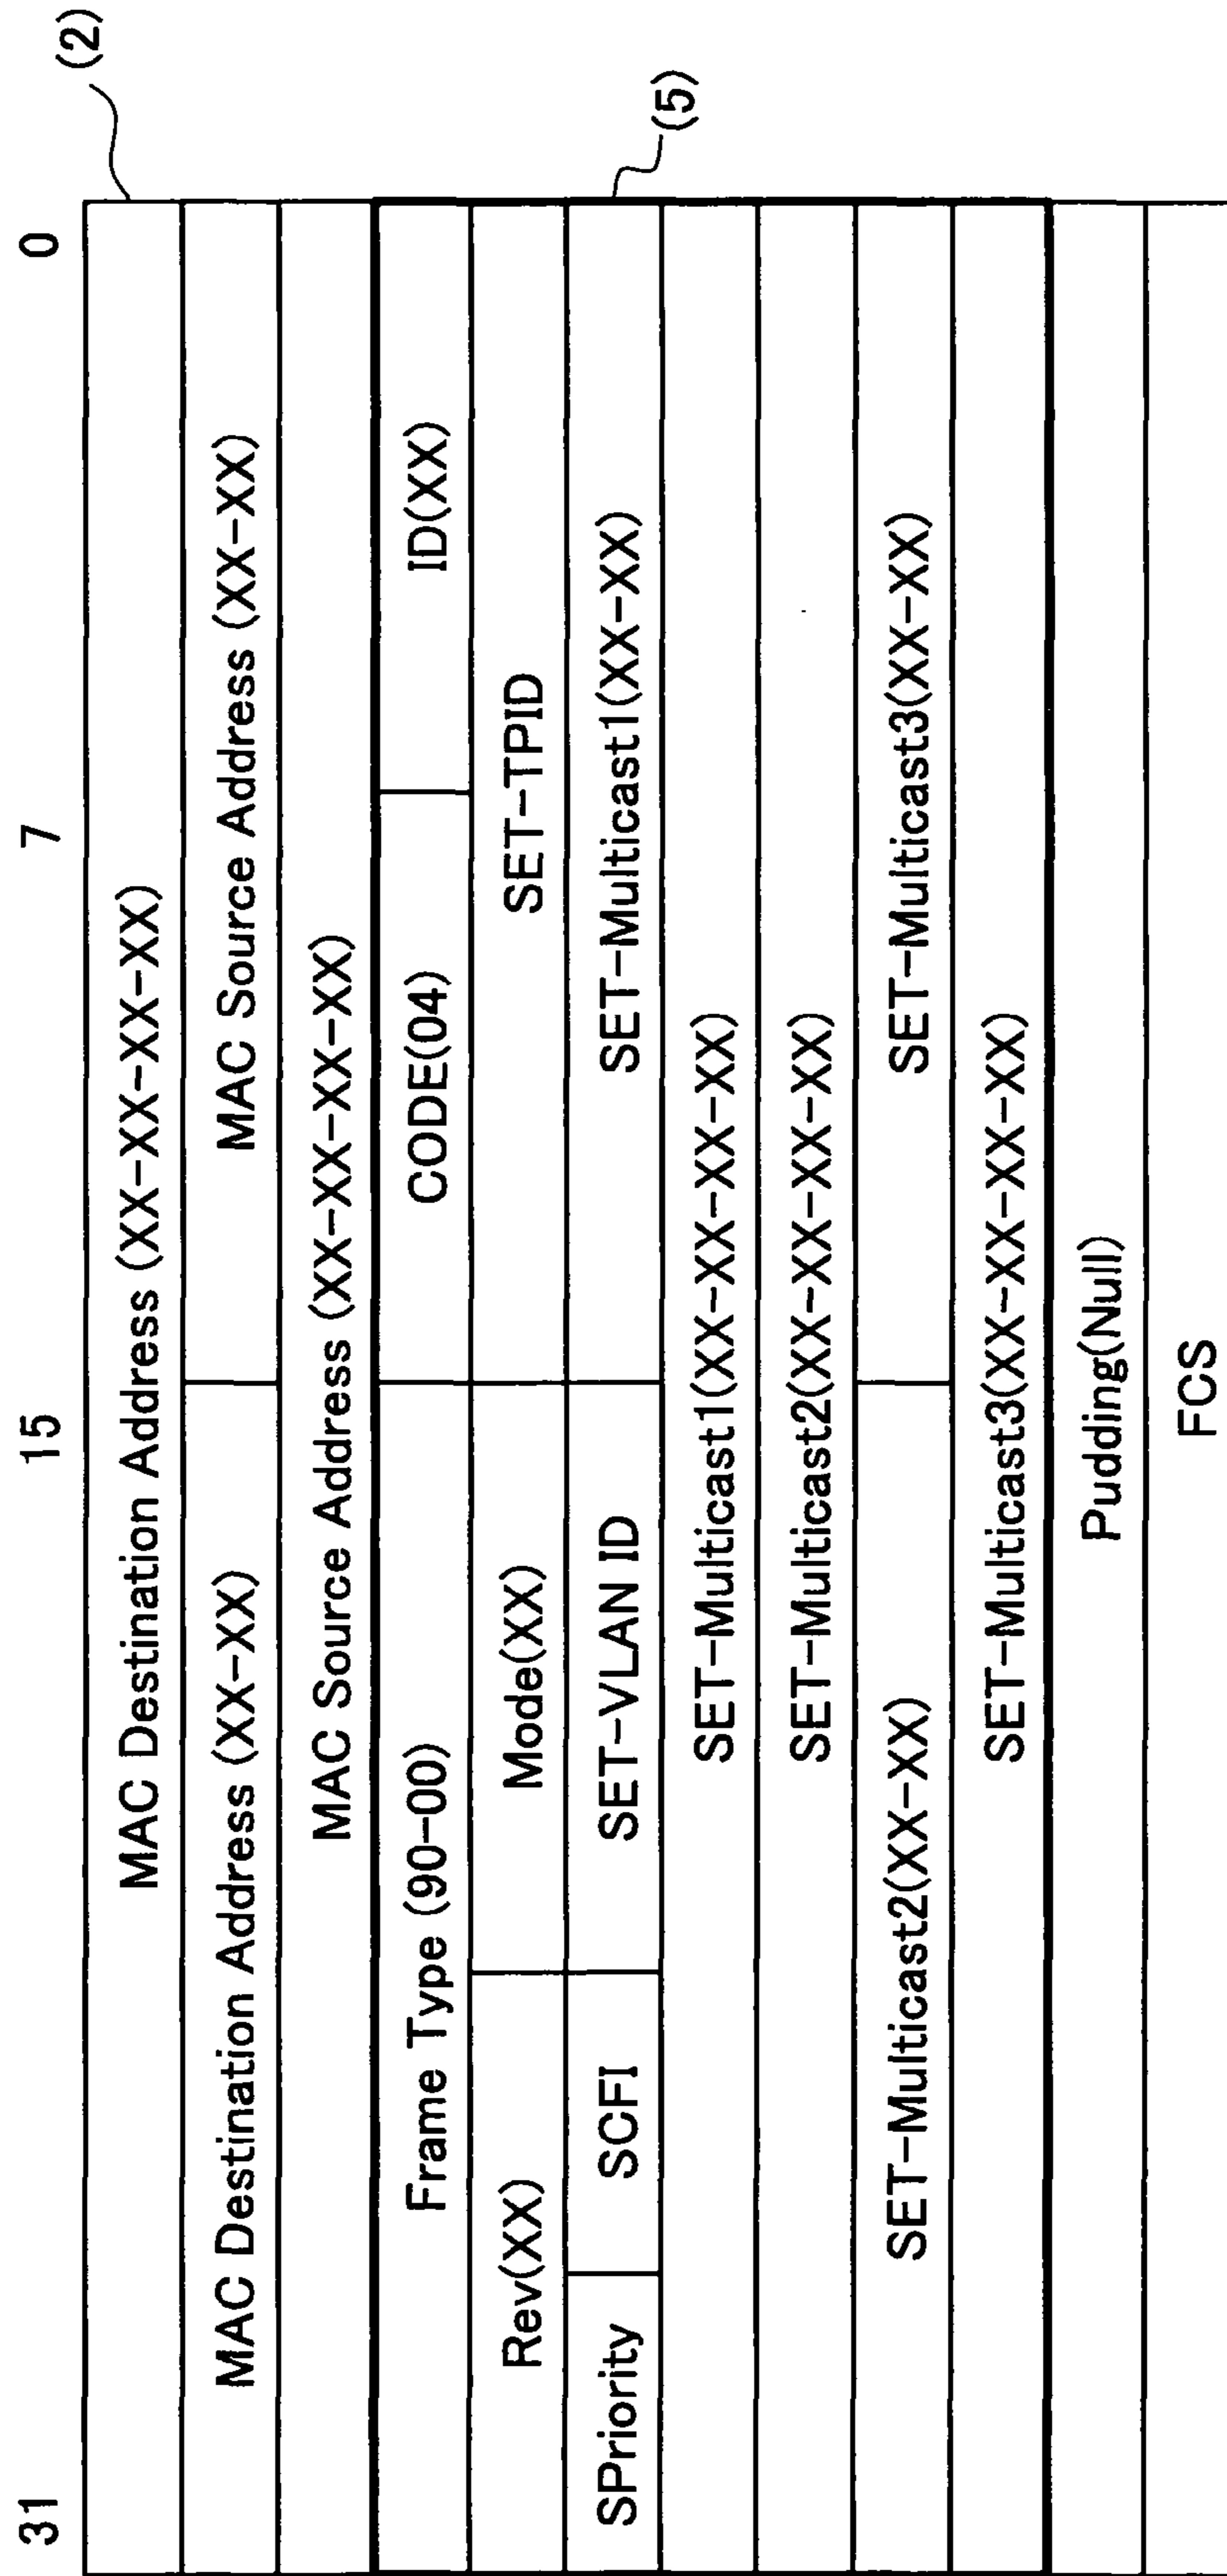 31 15 7 0
(2)
MAC Destination Address (XX-XX-XX-XX)
MAC Destination Address (XX-XX) MAC Source Address (XX-XX)
MAC Source Address (XX-XX-XX-XX)
Frame Type (90-00) CODE(04) ID(XX)
Rev(XX) Mode(XX) SET-TPID
SPriority SCFI SET-VLAN ID SET-Multicast1(XX-XX)
(5)
SET-Multicast1(XX-XX-XX-XX)
SET-Multicast2(XX-XX-XX-XX)
SET-Multicast2(XX-XX) SET-Multicast3(XX-XX)
SET-Multicast3(XX-XX-XX-XX)
Pudding(Null)
FCS